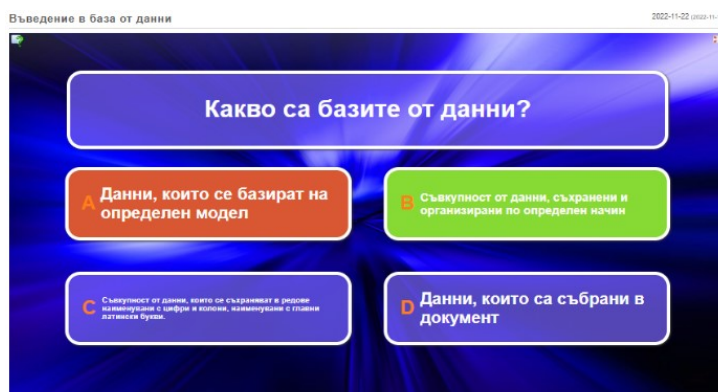 Въведение в база от данни
2022-11-22
Какво са базите от данни?
A Данни, които се базират на
определен модел
B Съвкупност от данни, съхранени и
организирани по определен начин
C Съвкупност от данни, които се съхраняват в редове
наименувани с цифри и колони, наименувани с главни
латински букви.
D Данни, които са събрани в
документ